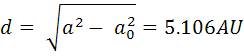 d = √(a² − a₀²) = 5.106AU